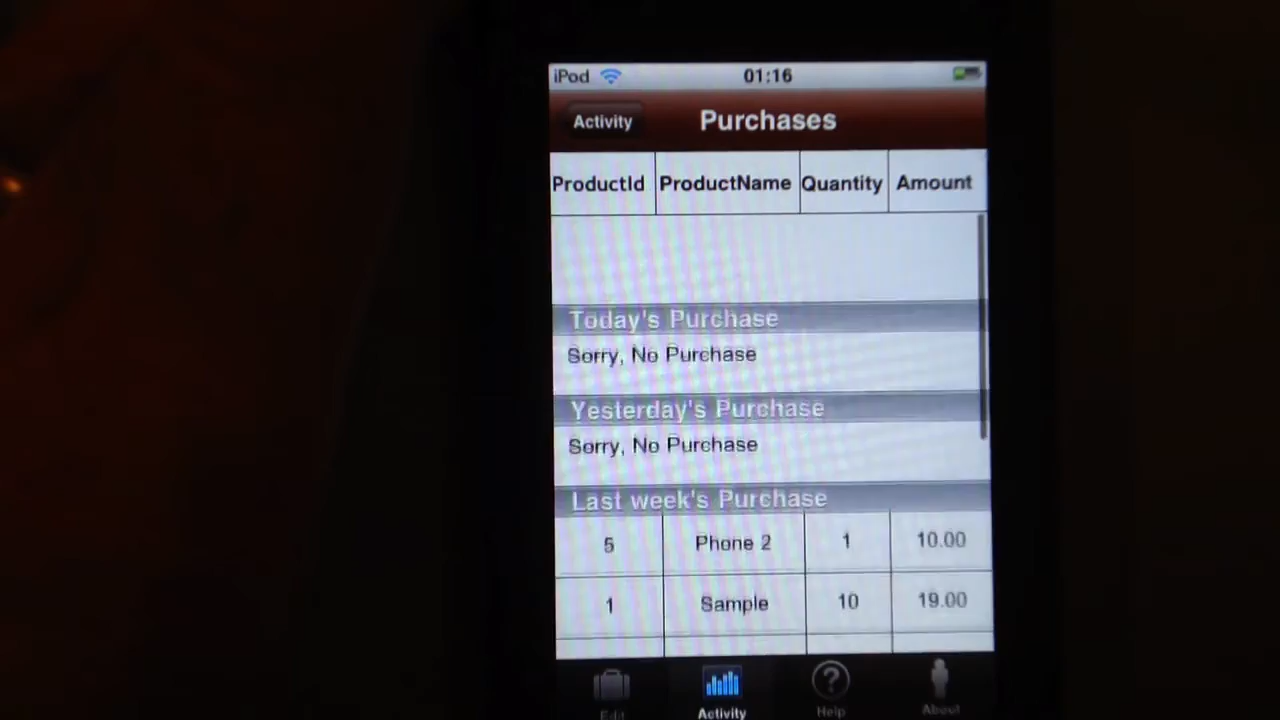 iPod 01:16
Activity Purchases
ProductId ProductName Quantity Amount
Today's Purchase
Sorry, No Purchase
Yesterday's Purchase
Sorry, No Purchase
Last week's Purchase
5 Phone 2 1 10.00
1 Sample 10 19.00
Edit Activity Help About